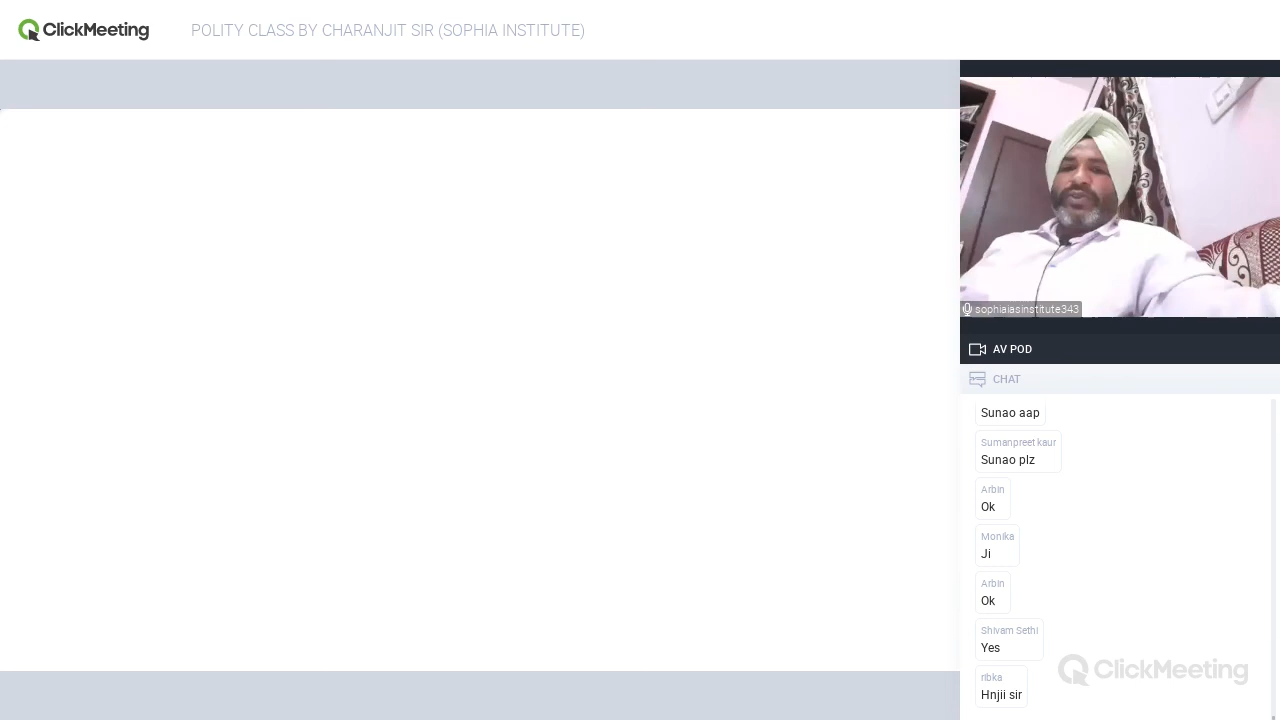 ClickMeeting
POLITY CLASS BY CHARANJIT SIR (SOPHIA INSTITUTE)
sophiaiasinstitute343
AV POD
CHAT
Sunao aap
Sumanpreet kaur
Sunao plz
Arbin
Ok
Monika
Ji
Arbin
Ok
Shivam Sethi
Yes
ribka
Hnjii sir
ClickMeeting